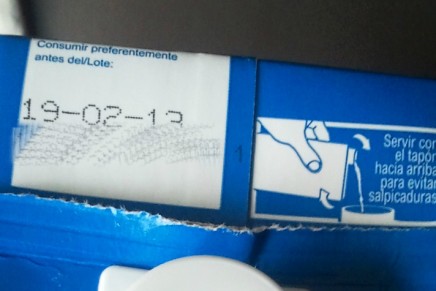 Consumir preferentemente
antes del/Lote:
19-02-13
Servir con
el tapón
hacia arriba
para evitar
salpicaduras